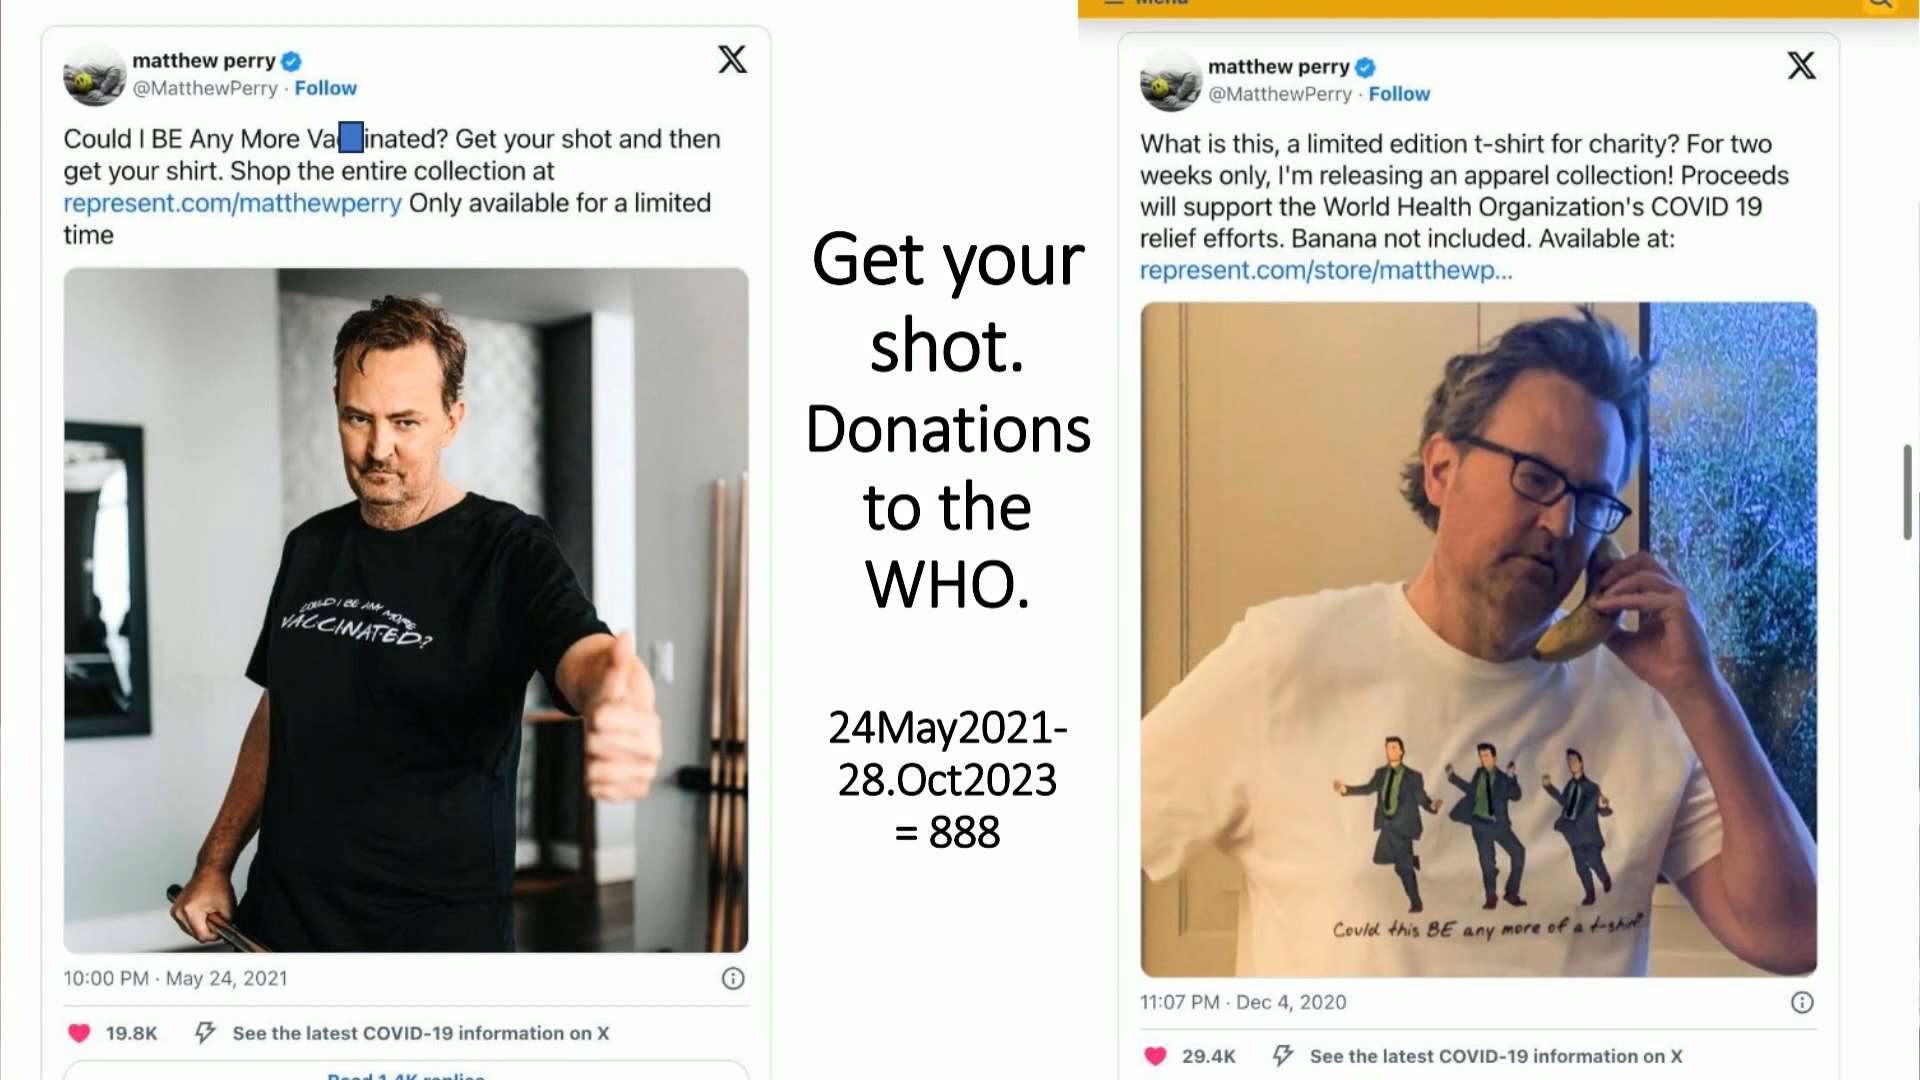 matthew perry
@MatthewPerry · Follow
Could I BE Any More Va inated? Get your shot and then
get your shirt. Shop the entire collection at
represent.com/matthewperry Only available for a limited
time
COULD I BE ANY MORE
VACCINATED?
10:00 PM · May 24, 2021
19.8K
See the latest COVID-19 information on X
Read 1.4K replies
Get your
shot.
Donations
to the
WHO.
24May2021-
28.Oct2023
= 888
Menu
matthew perry
@MatthewPerry · Follow
What is this, a limited edition t-shirt for charity? For two
weeks only, I'm releasing an apparel collection! Proceeds
will support the World Health Organization's COVID 19
relief efforts. Banana not included. Available at:
represent.com/store/matthewp...
Could this BE any more of a t-shirt?
11:07 PM · Dec 4, 2020
29.4K
See the latest COVID-19 information on X